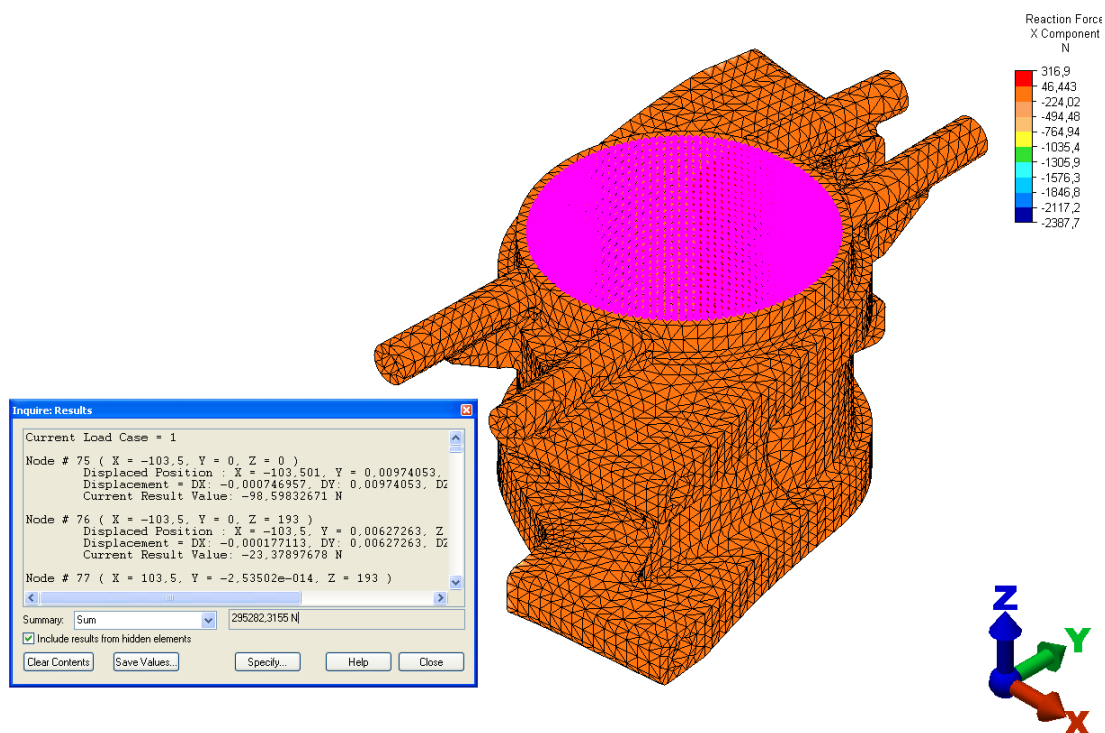 Reaction Force
X Component
N
316,9
46,443
-224,02
-494,48
-764,94
-1035,4
-1305,9
-1576,3
-1846,8
-2117,2
-2387,7
Inquire: Results
Current Load Case = 1
Node # 75 ( X = -103,5, Y = 0, Z = 0 )
Displaced Position : X = -103,501, Y = 0,00974053,
Displacement = DX: -0,000746957, DY: 0,00974053, DZ
Current Result Value: -98,59832671 N
Node # 76 ( X = -103,5, Y = 0, Z = 193 )
Displaced Position : X = -103,5, Y = 0,00627263, Z
Displacement = DX: -0,000177113, DY: 0,00627263, DZ
Current Result Value: -23,37897678 N
Node # 77 ( X = 103,5, Y = -2,53502e-014, Z = 193 )
Summary: Sum 295282,3155 N
Include results from hidden elements
Clear Contents Save Values... Specify... Help Close
Z
Y
X